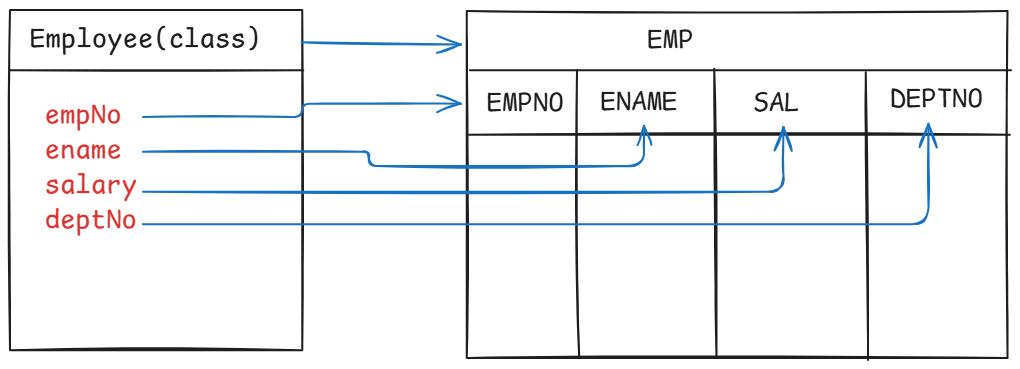 Employee(class)
empNo
ename
salary
deptNo
EMP
EMPNO ENAME SAL DEPTNO